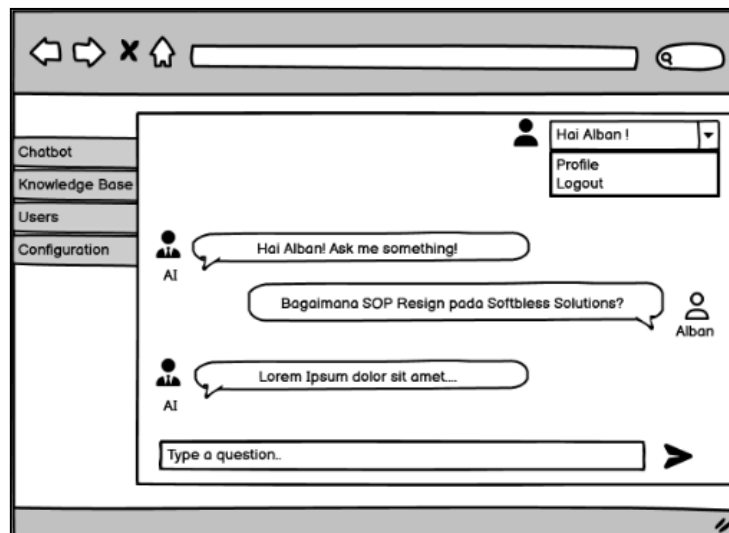 Hai Alban !
Profile
Logout
Chatbot
Knowledge Base
Users
Configuration
Hai Alban! Ask me something!
AI
Bagaimana SOP Resign pada Softbless Solutions?
Alban
Lorem Ipsum dolor sit amet....
AI
Type a question..